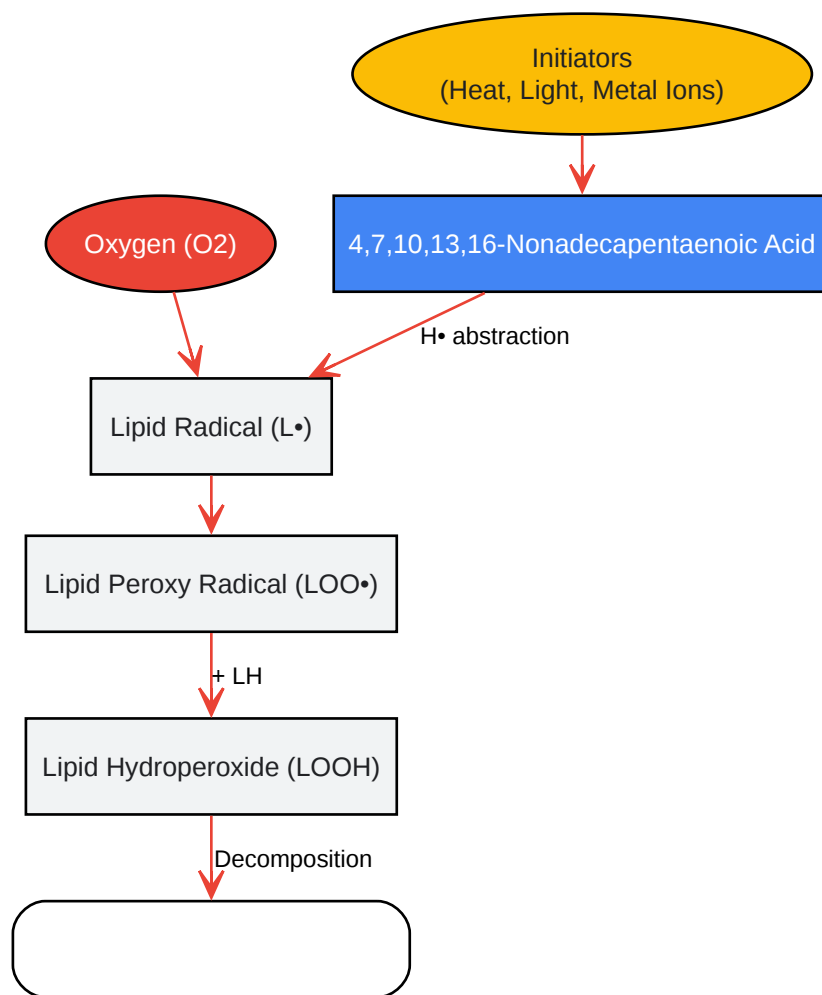 Initiators
(Heat, Light, Metal Ions)
Oxygen (O2)
4,7,10,13,16-Nonadecapentaenoic Acid
H• abstraction
Lipid Radical (L•)
Lipid Peroxy Radical (LOO•)
+ LH
Lipid Hydroperoxide (LOOH)
Decomposition